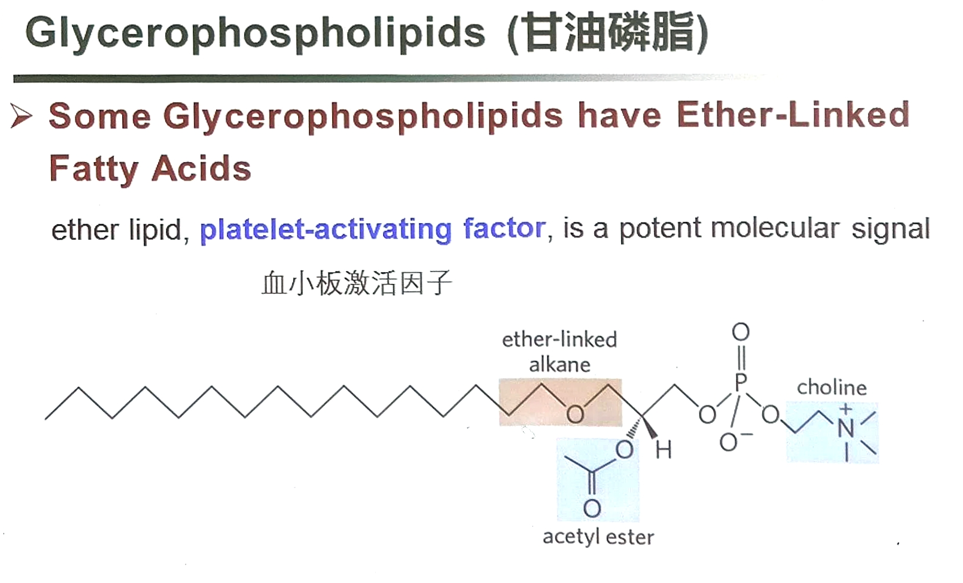 Glycerophospholipids (甘油磷脂)
➢ Some Glycerophospholipids have Ether-Linked
Fatty Acids
ether lipid, platelet-activating factor, is a potent molecular signal
血小板激活因子
ether-linked
alkane
choline
O
P
O
O
O
O⁻
N
+
O
H
O
acetyl ester